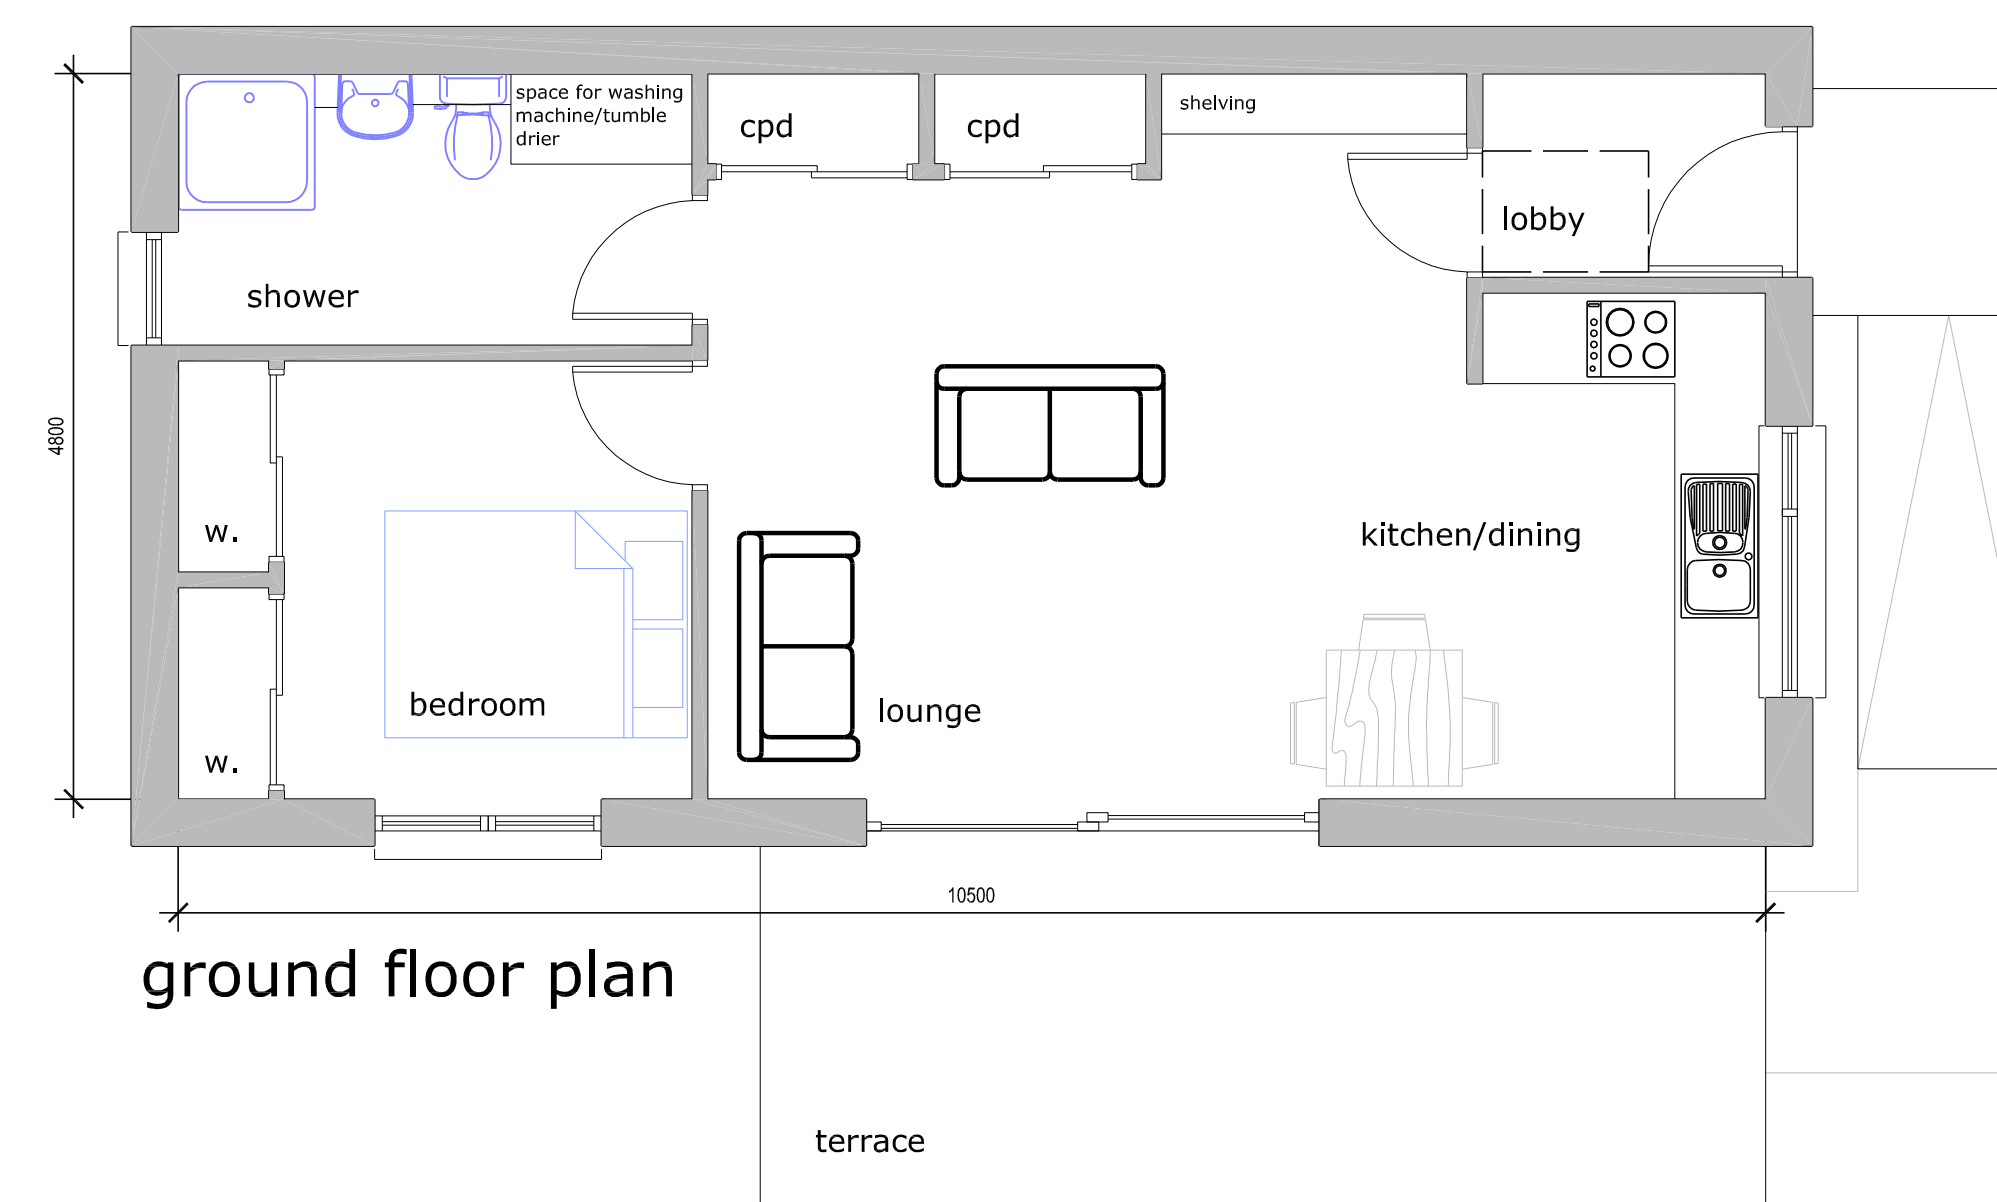 space for washing
machine/tumble
drier
cpd
cpd
shelving
lobby
shower
4800
w.
kitchen/dining
bedroom
lounge
w.
10500
ground floor plan
terrace